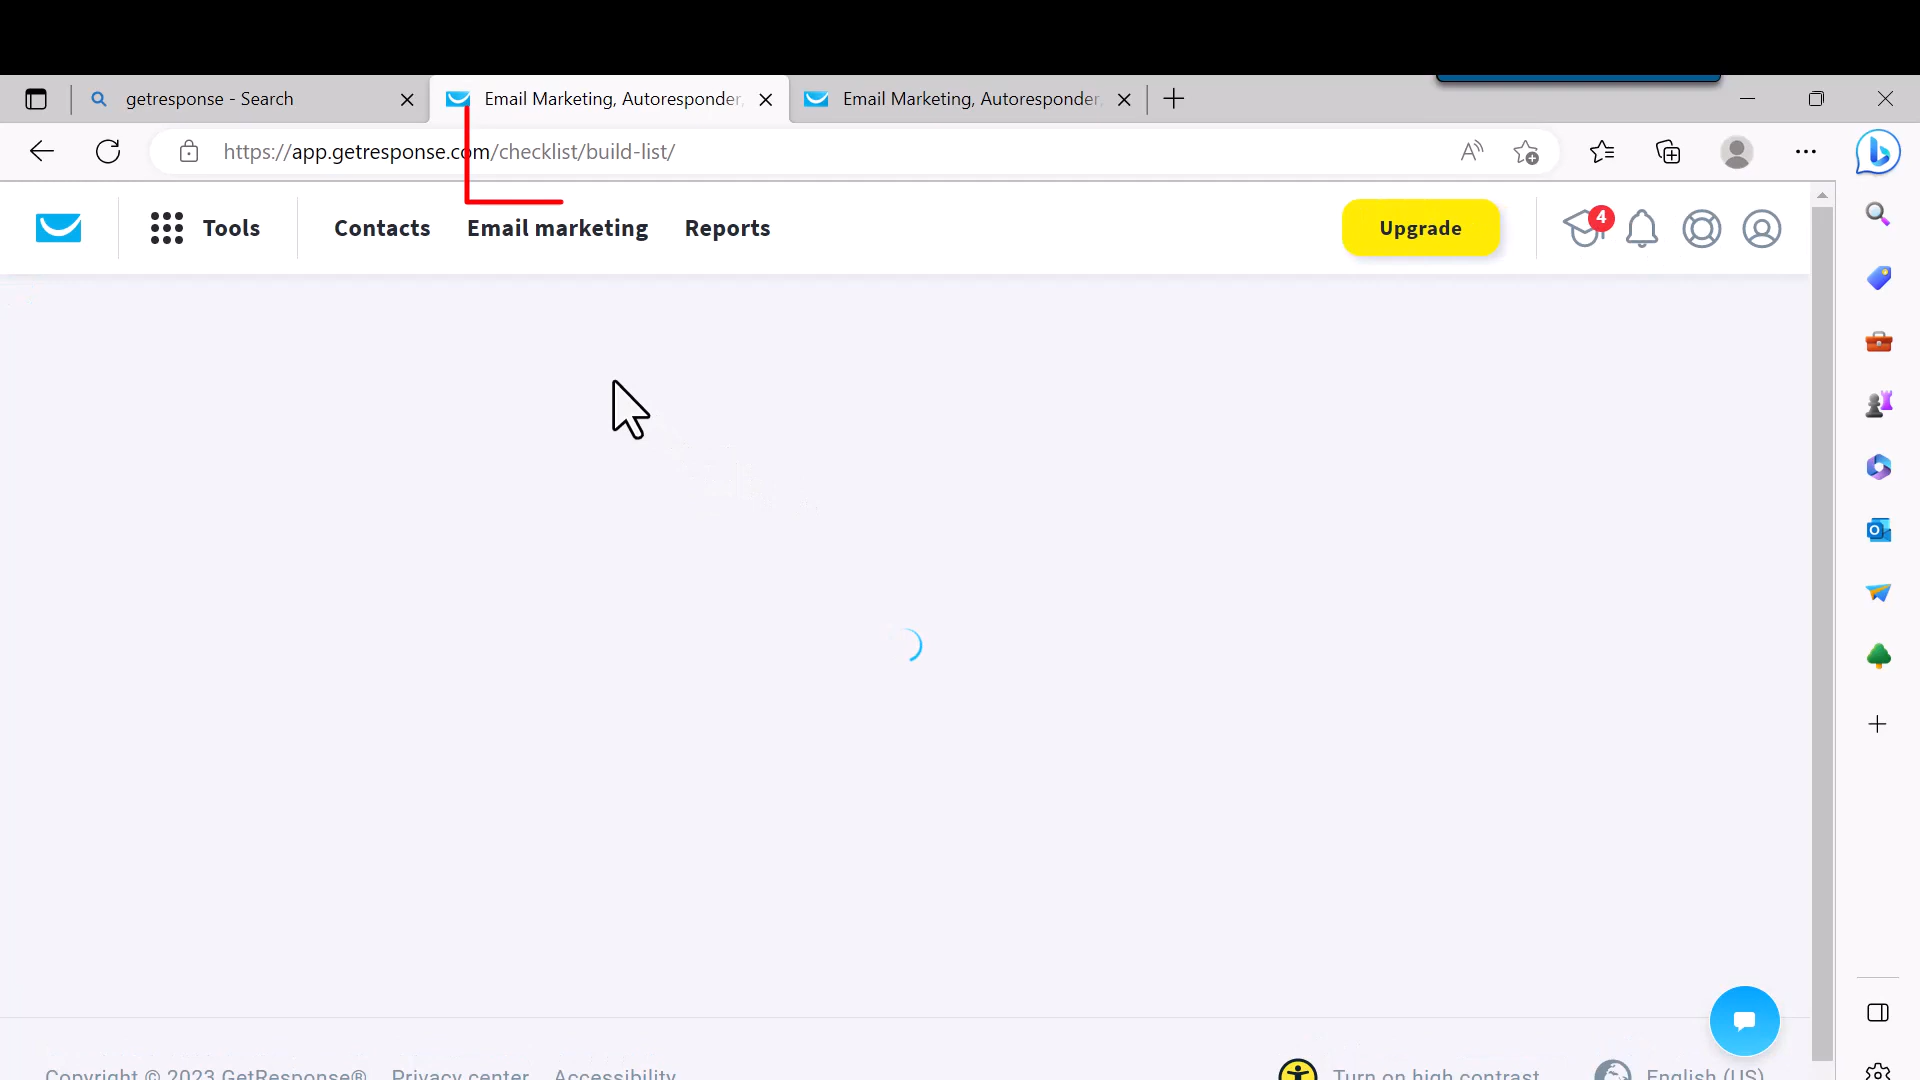 getresponse - Search
Email Marketing, Autoresponder,
Email Marketing, Autoresponder,
https://app.getresponse.com/checklist/build-list/
Tools
Contacts
Email marketing
Reports
Upgrade
4
Copyright © 2023 GetResponse®
Privacy center
Accessibility
Turn on high contrast
English (US)